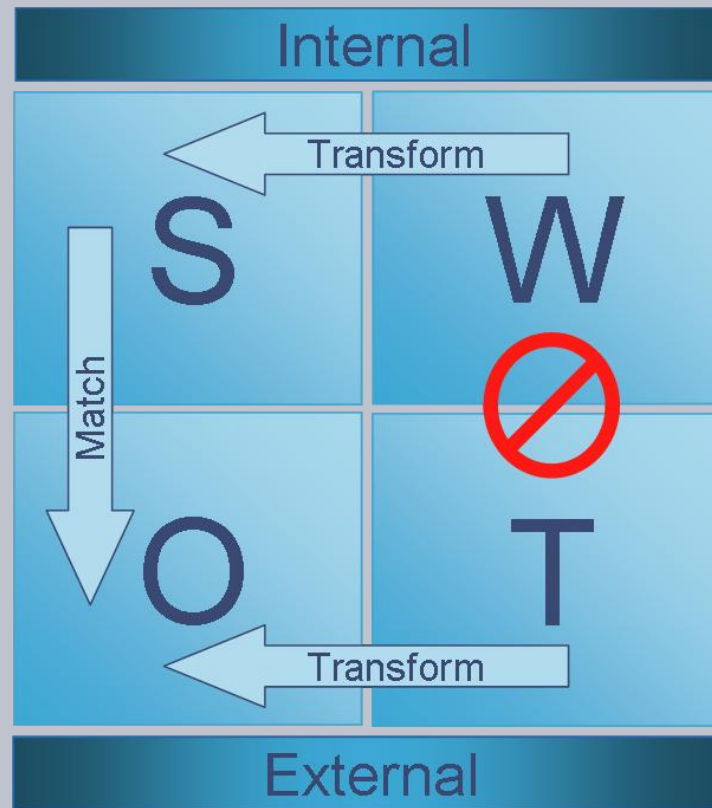 Internal
Transform
S W
Match
O T
Transform
External